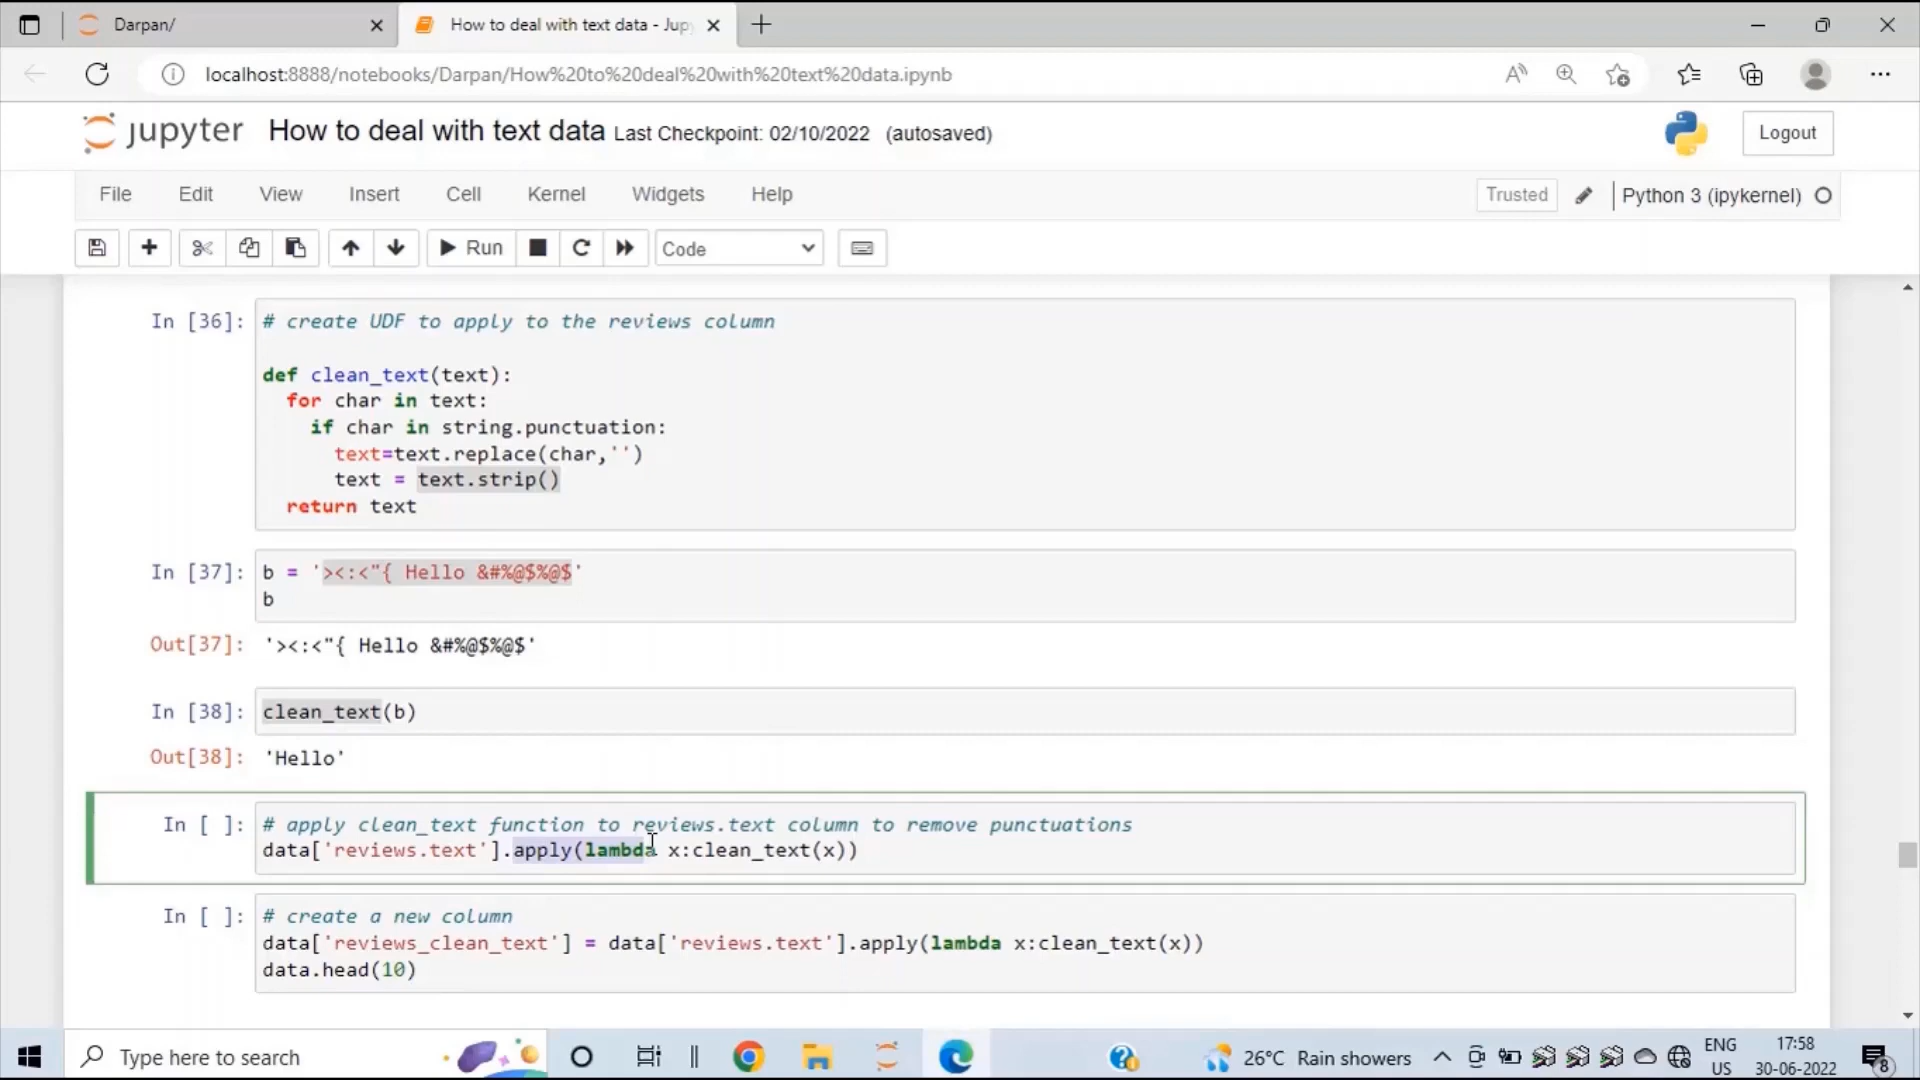 Darpan/
How to deal with text data - Jup
localhost:8888/notebooks/Darpan/How%20to%20deal%20with%20text%20data.ipynb
jupyter How to deal with text data Last Checkpoint: 02/10/2022 (autosaved)
Logout
File Edit View Insert Cell Kernel Widgets Help
Trusted
Python 3 (ipykernel)
Run
Code
In [36]: # create UDF to apply to the reviews column
def clean_text(text):
for char in text:
if char in string.punctuation:
text=text.replace(char,'')
text = text.strip()
return text
In [37]: b = '><:<"{ Hello &#%@$%@$'
b
Out[37]: '><:<"{ Hello &#%@$%@$'
In [38]: clean_text(b)
Out[38]: 'Hello'
In [ ]: # apply clean_text function to reviews.text column to remove punctuations
data['reviews.text'].apply(lambda x:clean_text(x))
In [ ]: # create a new column
data['reviews_clean_text'] = data['reviews.text'].apply(lambda x:clean_text(x))
data.head(10)
Type here to search
26°C Rain showers
ENG
US
17:58
30-06-2022
8